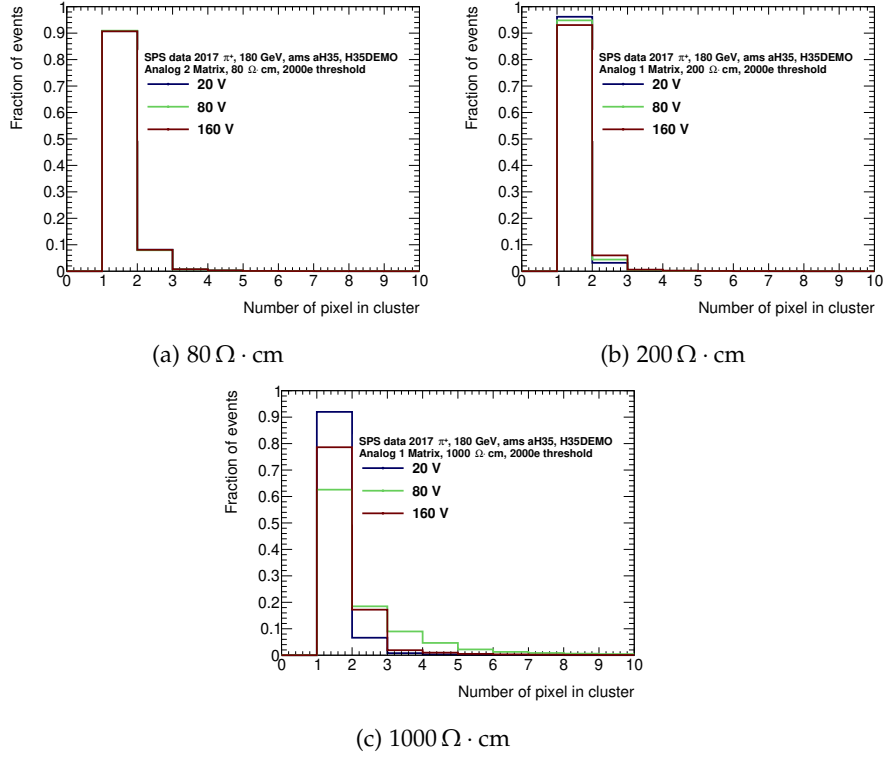 Fraction of events
1
0.9
0.8
0.7
0.6
0.5
0.4
0.3
0.2
0.1
0
SPS data 2017 π⁺, 180 GeV, ams aH35, H35DEMO
Analog 2 Matrix, 80 Ω· cm, 2000e threshold
20 V
80 V
160 V
0 1 2 3 4 5 6 7 8 9 10
Number of pixel in cluster
(a) 80 Ω · cm
Fraction of events
1
0.9
0.8
0.7
0.6
0.5
0.4
0.3
0.2
0.1
0
SPS data 2017 π⁺, 180 GeV, ams aH35, H35DEMO
Analog 1 Matrix, 200 Ω· cm, 2000e threshold
20 V
80 V
160 V
0 1 2 3 4 5 6 7 8 9 10
Number of pixel in cluster
(b) 200 Ω · cm
Fraction of events
1
0.9
0.8
0.7
0.6
0.5
0.4
0.3
0.2
0.1
0
SPS data 2017 π⁺, 180 GeV, ams aH35, H35DEMO
Analog 1 Matrix, 1000 Ω· cm, 2000e threshold
20 V
80 V
160 V
0 1 2 3 4 5 6 7 8 9 10
Number of pixel in cluster
(c) 1000 Ω · cm